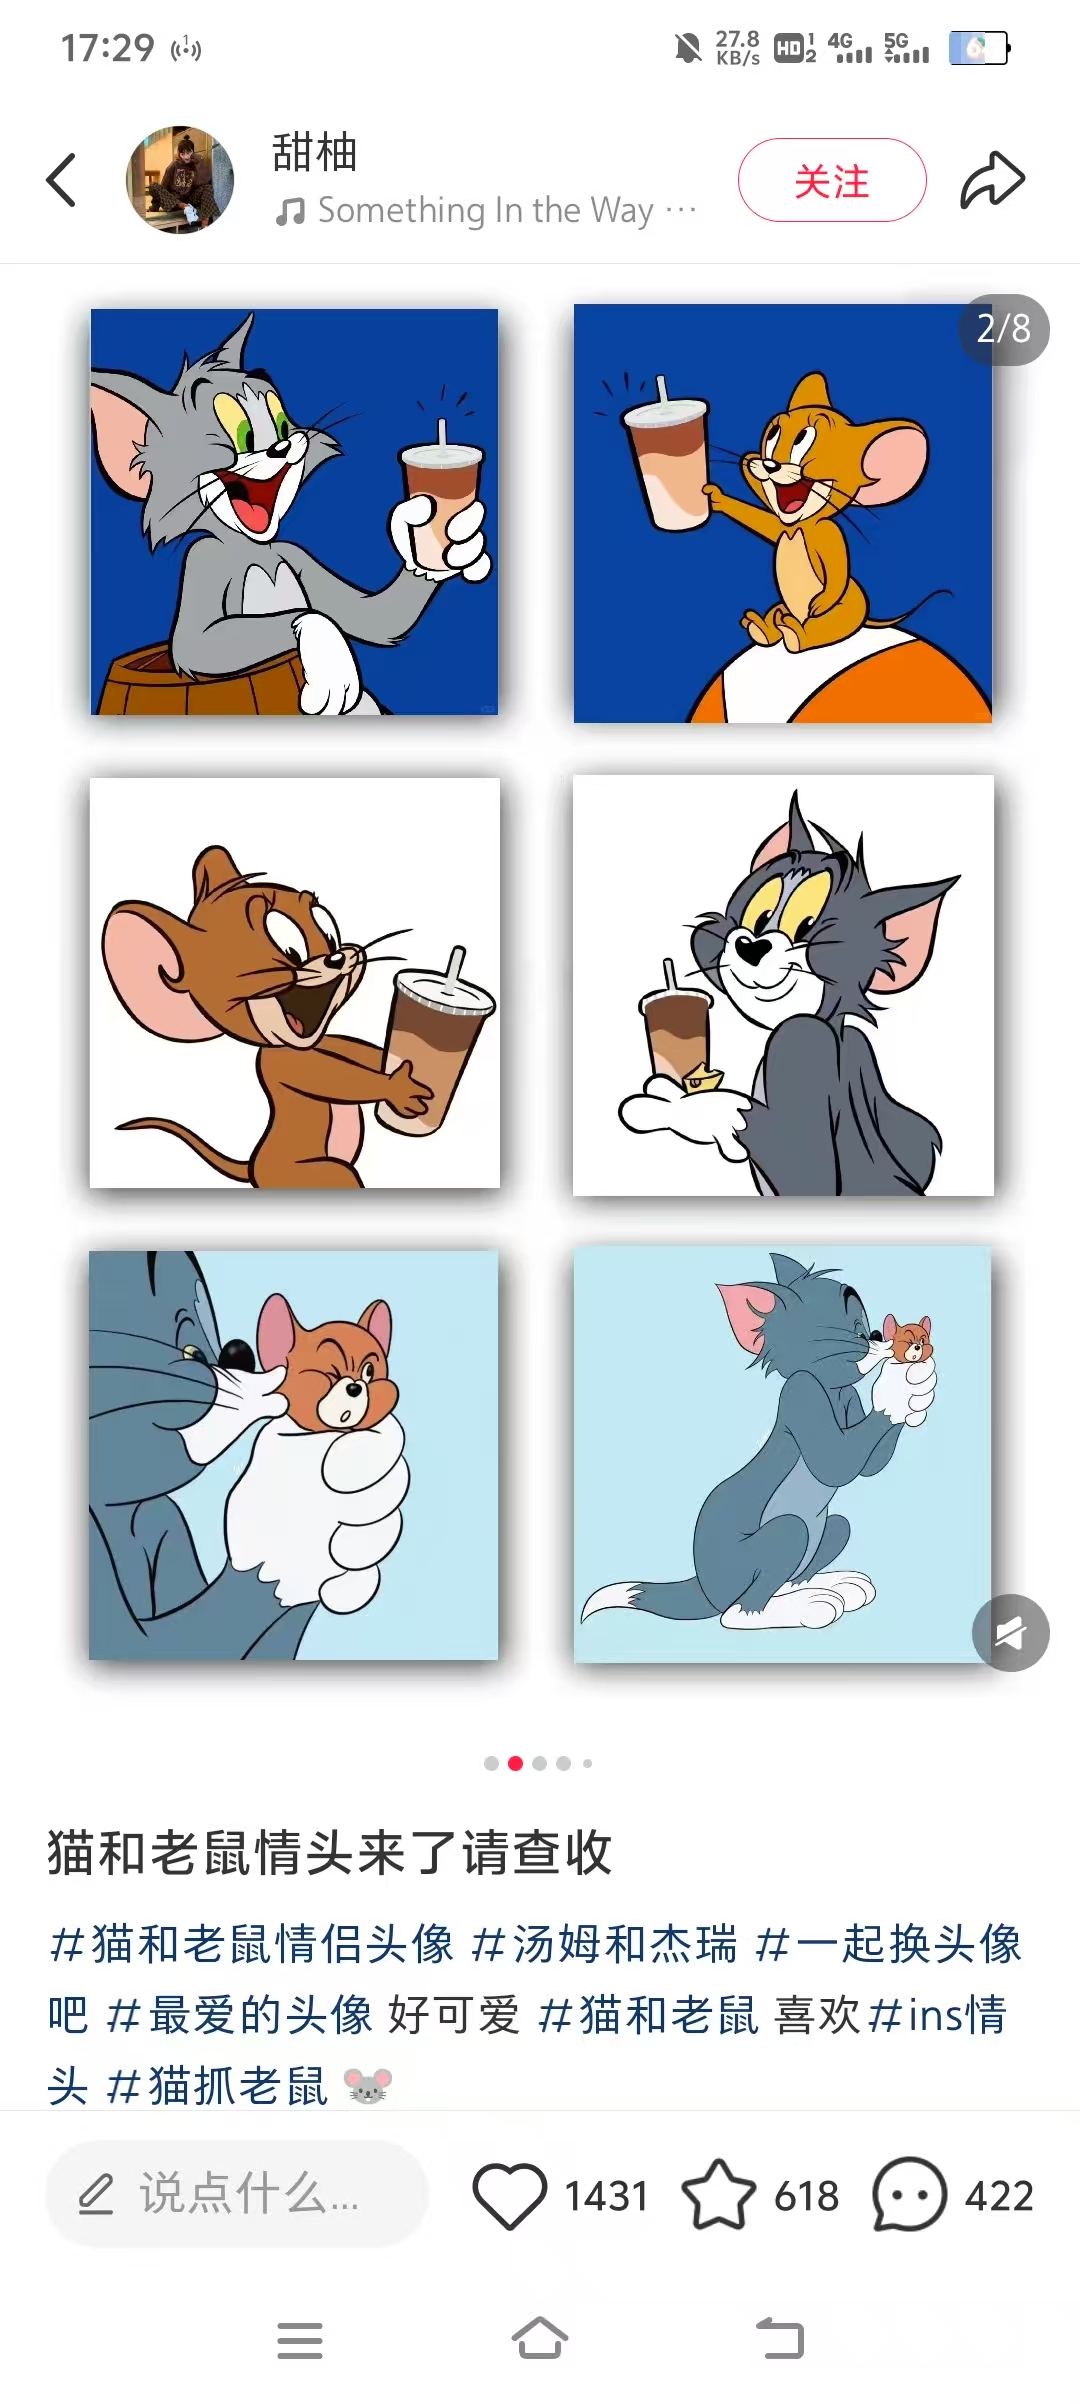 17:29
27.8 KB/s HD 1 2 4G 5G
甜柚
Something In the Way ···
关注
2/8
猫和老鼠情头来了请查收
#猫和老鼠情侣头像 #汤姆和杰瑞 #一起换头像
吧 #最爱的头像 好可爱 #猫和老鼠 喜欢#ins情
头 #猫抓老鼠 🐭
说点什么...
1431
618
422